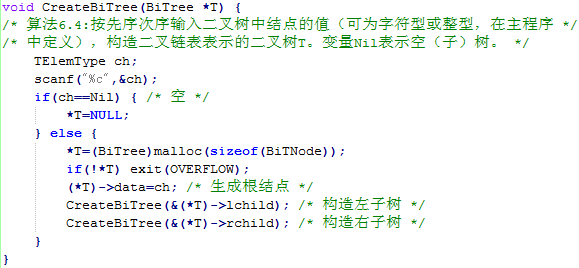 void CreateBiTree(BiTree *T) {
/* 算法6.4:按先序次序输入二叉树中结点的值（可为字符型或整型，在主程序 */
/* 中定义），构造二叉链表表示的二叉树T。变量Nil表示空（子）树。 */
    TElemType ch;
    scanf("%c",&ch);
    if(ch==Nil) { /* 空 */
        *T=NULL;
    } else {
        *T=(BiTree)malloc(sizeof(BiTNode));
        if(!*T) exit(OVERFLOW);
        (*T)->data=ch; /* 生成根结点 */
        CreateBiTree(&(*T)->lchild); /* 构造左子树 */
        CreateBiTree(&(*T)->rchild); /* 构造右子树 */
    }
}